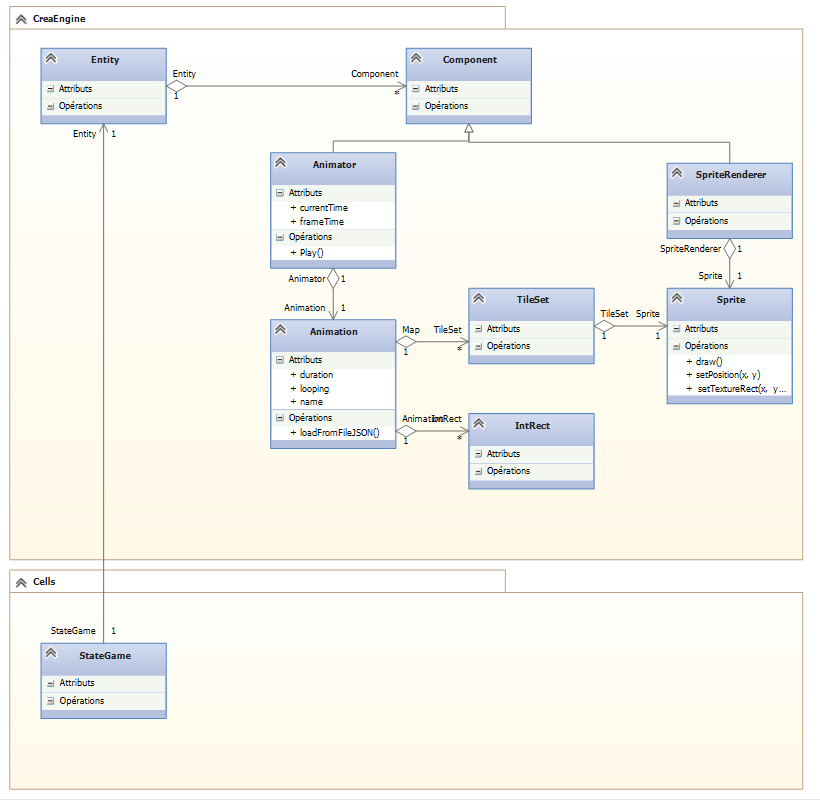 CreaEngine
Entity
Attributs
Opérations
Entity
1
Component
*
Component
Attributs
Opérations
Entity 1
Animator
Attributs
+ currentTime
+ frameTime
Opérations
+ Play()
SpriteRenderer
Attributs
Opérations
Animator 1
Animation 1
SpriteRenderer 1
Sprite 1
Animation
Attributs
+ duration
+ looping
+ name
Opérations
+ loadFromFileJSON()
Map
1
TileSet
*
TileSet
Attributs
Opérations
TileSet
1
Sprite
1
Sprite
Attributs
Opérations
+ draw()
+ setPosition(x, y)
+ setTextureRect(x, y...
Animation
1
IntRect
*
IntRect
Attributs
Opérations
Cells
StateGame 1
StateGame
Attributs
Opérations